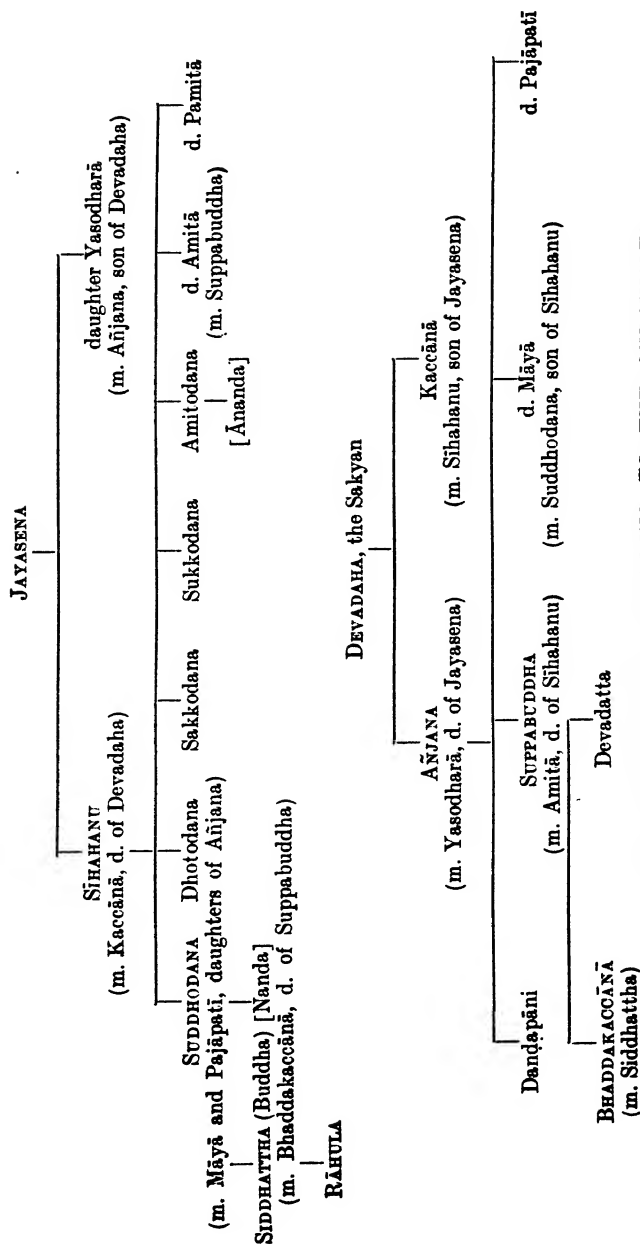 JAYASENA
SĪHAHANU daughter Yasodharā
(m. Kaccānā, d. of Devadaha) (m. Añjana, son of Devadaha)
SUDDHODANA Dhotodana Sakkodana Sukkodana Amitodana d. Amitā d. Pamitā
(m. Māyā and Pajāpatī, daughters of Añjana) [Ānanda] (m. Suppabuddha)
SIDDHATTHA (Buddha) [Nanda]
(m. Bhaddakaccānā, d. of Suppabuddha)
RĀHULA
DEVADAHA, the Sakyan
AÑJANA Kaccānā
(m. Yasodharā, d. of Jayasena) (m. Sīhahanu, son of Jayasena)
Daṇḍapāni SUPPABUDDHA d. Māyā d. Pajāpatī
(m. Amitā, d. of Sīhahanu) (m. Suddhodana, son of Sīhahanu)
BHADDAKACCĀNĀ Devadatta
(m. Siddhattha)